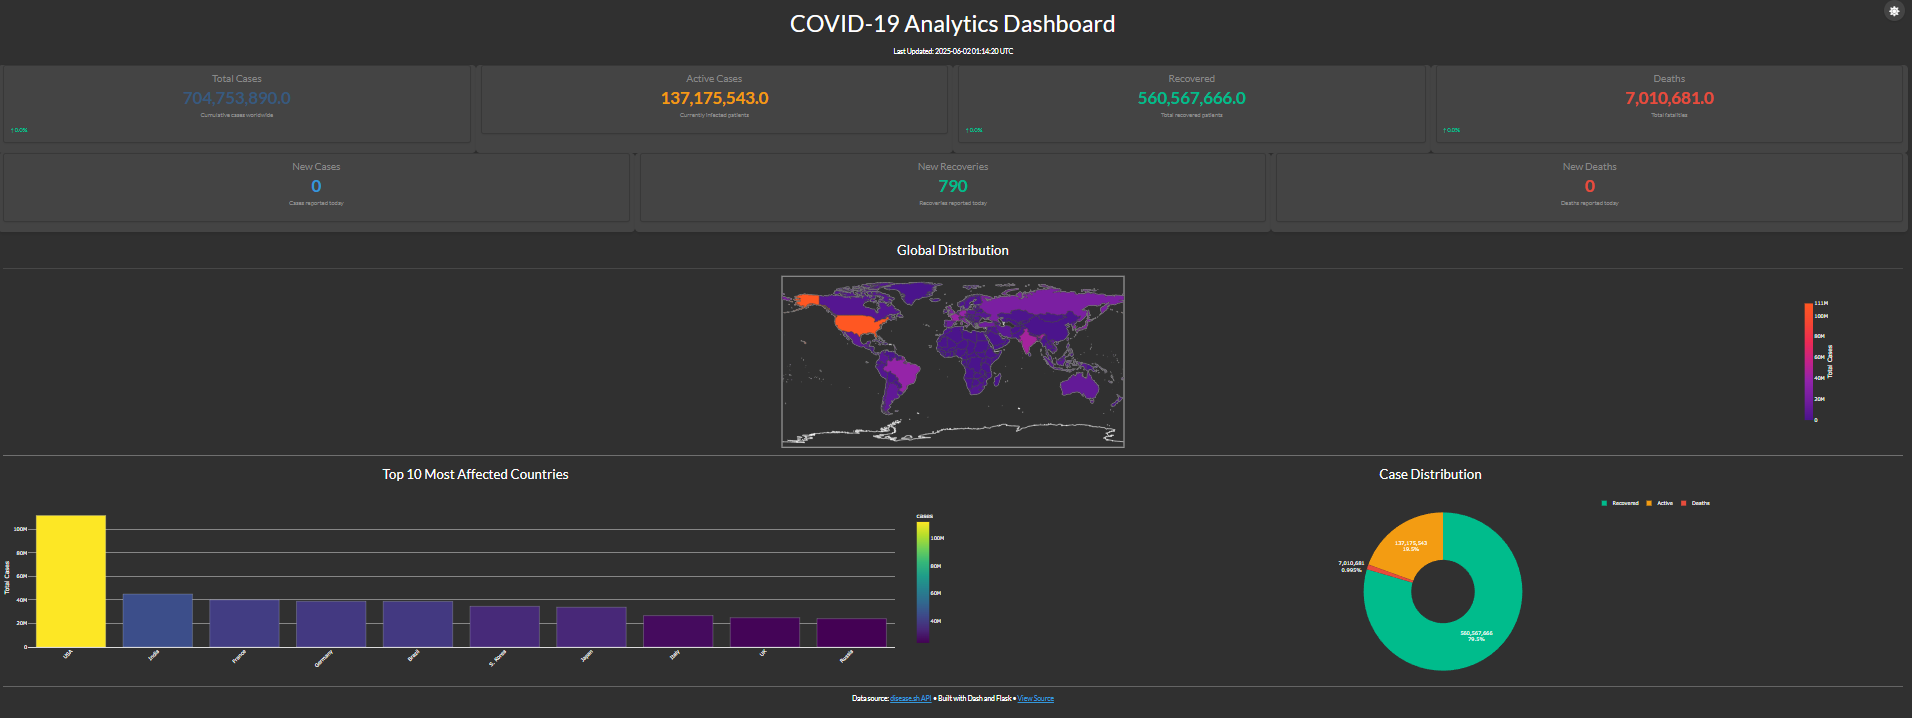 COVID-19 Analytics Dashboard
Last Updated: 2025-06-02 01:14:20 UTC
Total Cases
704,753,890.0
Cumulative cases worldwide
↑ 0.0%
Active Cases
137,175,543.0
Currently infected patients
Recovered
560,567,666.0
Total recovered patients
↑ 0.0%
Deaths
7,010,681.0
Total fatalities
↑ 0.0%
New Cases
0
Cases reported today
New Recoveries
790
Recoveries reported today
New Deaths
0
Deaths reported today
Global Distribution
111M
100M
80M
60M
40M
20M
0
Total Cases
Top 10 Most Affected Countries
Total Cases
100M
80M
60M
40M
20M
0
USA
India
France
Germany
Brazil
S. Korea
Japan
Italy
UK
Russia
cases
100M
80M
60M
40M
Case Distribution
Recovered
Active
Deaths
137,175,543
19.5%
7,010,681
0.995%
560,567,666
79.5%
Data source: disease.sh API • Built with Dash and Flask • View Source